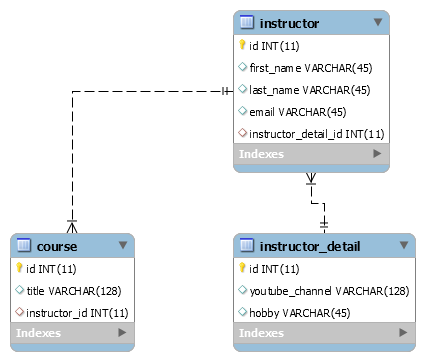 instructor
id INT(11)
first_name VARCHAR(45)
last_name VARCHAR(45)
email VARCHAR(45)
instructor_detail_id INT(11)
Indexes
course
id INT(11)
title VARCHAR(128)
instructor_id INT(11)
Indexes
instructor_detail
id INT(11)
youtube_channel VARCHAR(128)
hobby VARCHAR(45)
Indexes